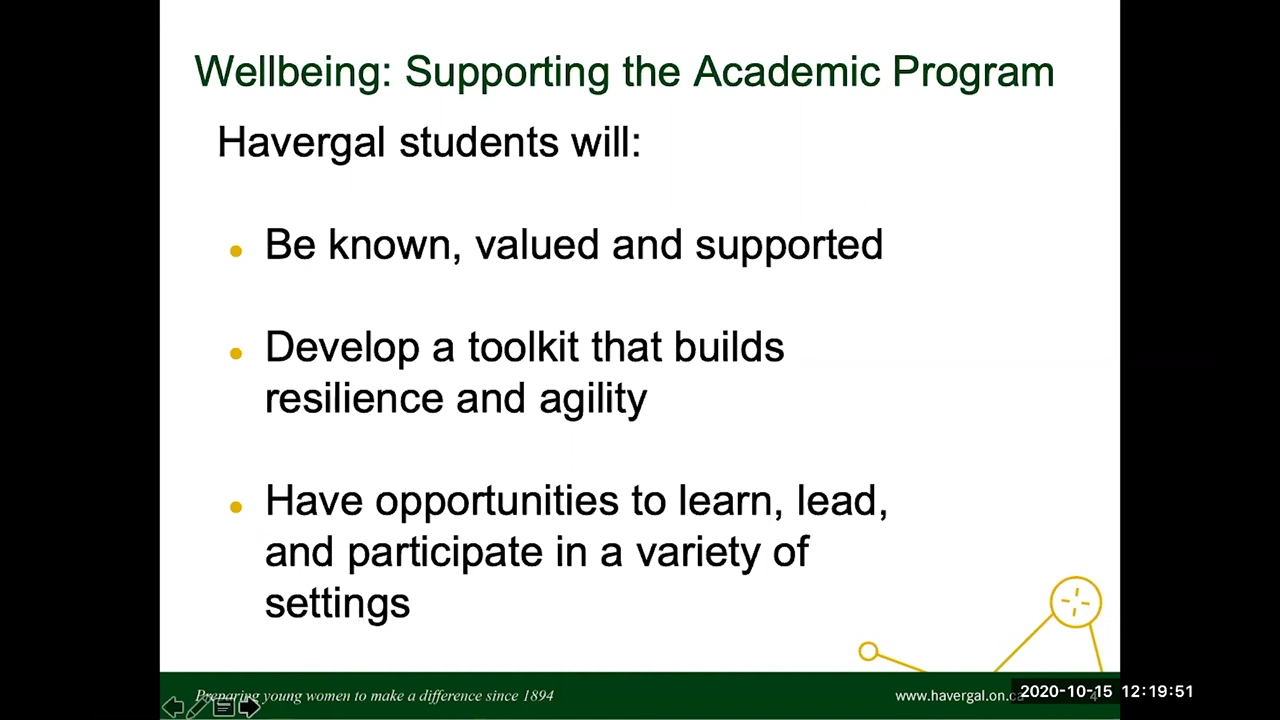 Wellbeing: Supporting the Academic Program
Havergal students will:
Be known, valued and supported
Develop a toolkit that builds
resilience and agility
Have opportunities to learn, lead,
and participate in a variety of
settings
Preparing young women to make a difference since 1894
www.havergal.on.ca
2020-10-15 12:19:51